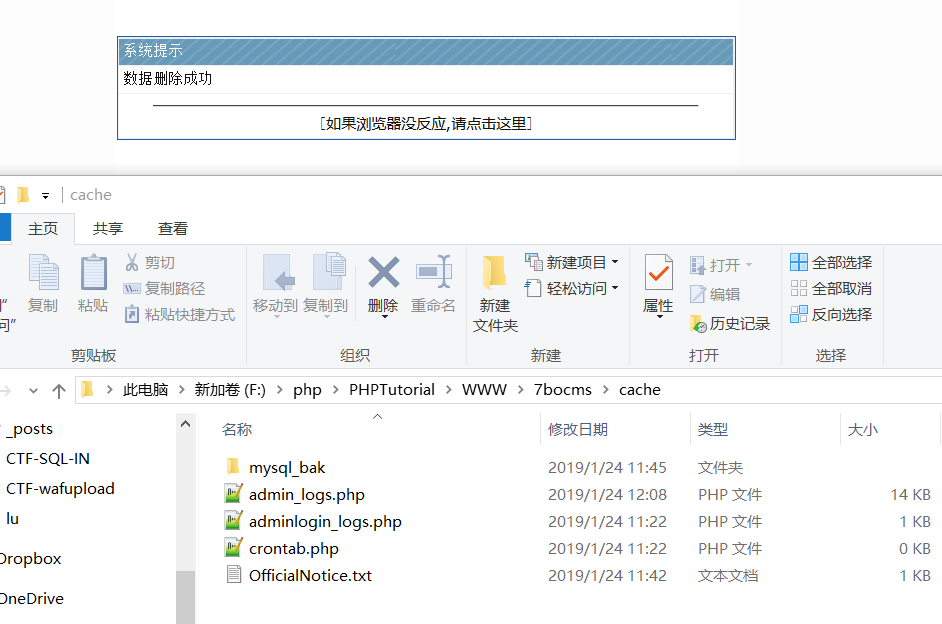 系统提示
数据删除成功
[如果浏览器没反应,请点击这里]
cache
主页 共享 查看
复制 粘贴 剪切 复制路径 粘贴快捷方式
剪贴板
移动到 复制到 删除 重命名
组织
新建文件夹 新建项目 轻松访问
新建
属性 打开 编辑 历史记录
打开
全部选择 全部取消 反向选择
选择
此电脑 新加卷 (F:) php PHPTutorial WWW 7bocms cache
_posts
CTF-SQL-IN
CTF-wafupload
lu
Dropbox
OneDrive
名称 修改日期 类型 大小
mysql_bak 2019/1/24 11:45 文件夹
admin_logs.php 2019/1/24 12:08 PHP 文件 14 KB
adminlogin_logs.php 2019/1/24 11:22 PHP 文件 1 KB
crontab.php 2019/1/24 11:22 PHP 文件 0 KB
OfficialNotice.txt 2019/1/24 11:42 文本文档 1 KB